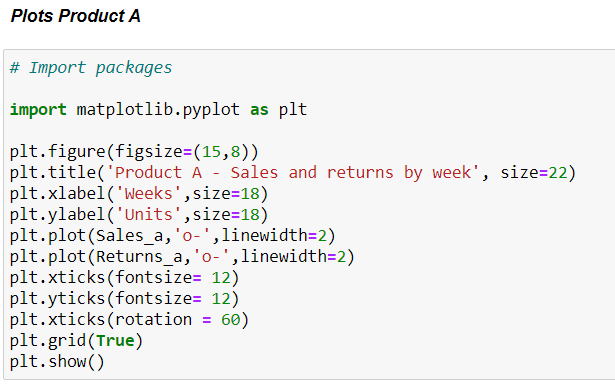 Plots Product A
# Import packages
import matplotlib.pyplot as plt
plt.figure(figsize=(15,8))
plt.title('Product A - Sales and returns by week', size=22)
plt.xlabel('Weeks',size=18)
plt.ylabel('Units',size=18)
plt.plot(Sales_a,'o-',linewidth=2)
plt.plot(Returns_a,'o-',linewidth=2)
plt.xticks(fontsize= 12)
plt.yticks(fontsize= 12)
plt.xticks(rotation = 60)
plt.grid(True)
plt.show()